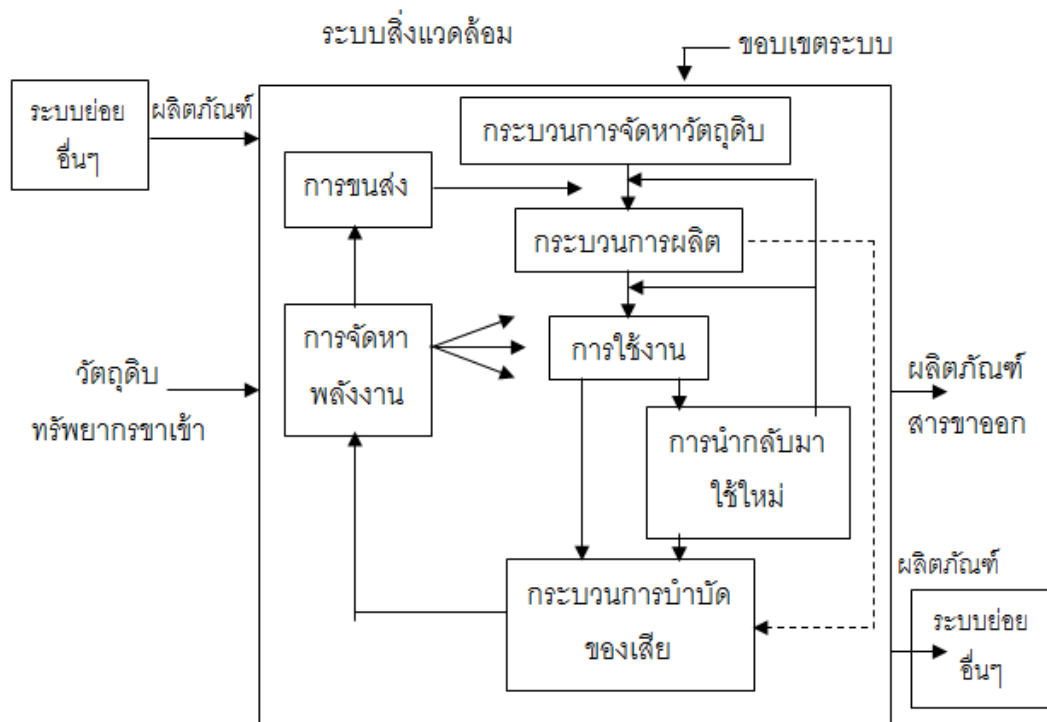 ระบบสิ่งแวดล้อม
ขอบเขตระบบ
ระบบย่อย
อื่นๆ
ผลิตภัณฑ์
กระบวนการจัดหาวัตถุดิบ
การขนส่ง
กระบวนการผลิต
การจัดหา
พลังงาน
การใช้งาน
วัตถุดิบ
ทรัพยากรขาเข้า
ผลิตภัณฑ์
สารขาออก
การนำกลับมา
ใช้ใหม่
กระบวนการบำบัด
ของเสีย
ผลิตภัณฑ์
ระบบย่อย
อื่นๆ